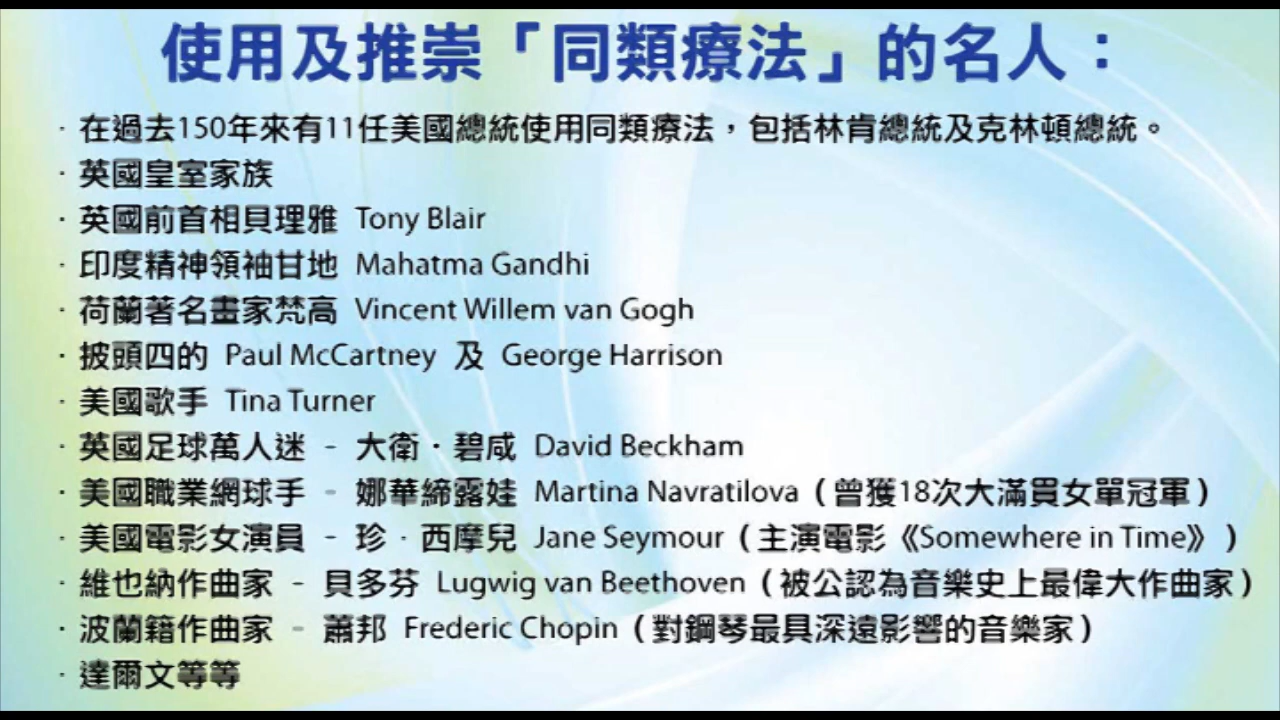 使用及推崇「同類療法」的名人：
· 在過去150年來有11任美國總統使用同類療法，包括林肯總統及克林頓總統。
· 英國皇室家族
· 英國前首相貝理雅 Tony Blair
· 印度精神領袖甘地 Mahatma Gandhi
· 荷蘭著名畫家梵高 Vincent Willem van Gogh
· 披頭四的 Paul McCartney 及 George Harrison
· 美國歌手 Tina Turner
· 英國足球萬人迷 - 大衛·碧咸 David Beckham
· 美國職業網球手 - 娜華締露娃 Martina Navratilova（曾獲18次大滿買女單冠軍）
· 美國電影女演員 - 珍·西摩兒 Jane Seymour（主演電影《Somewhere in Time》）
· 維也納作曲家 - 貝多芬 Lugwig van Beethoven（被公認為音樂史上最偉大作曲家）
· 波蘭籍作曲家 - 蕭邦 Frederic Chopin（對鋼琴最具深遠影響的音樂家）
· 達爾文等等